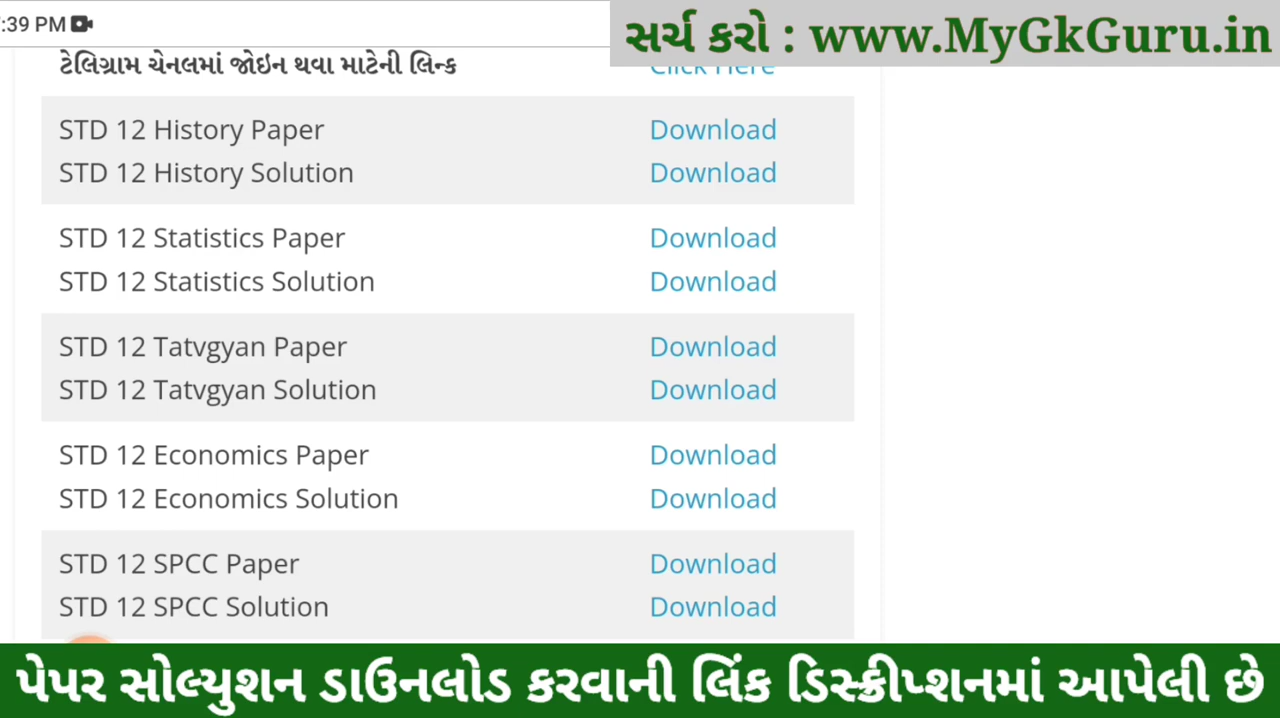 :39 PM
સર્ચ કરો : www.MyGkGuru.in
ટેલિગ્રામ ચેનલમાં જોઇન થવા માટેની લિન્ક Click Here
STD 12 History Paper Download
STD 12 History Solution Download
STD 12 Statistics Paper Download
STD 12 Statistics Solution Download
STD 12 Tatvgyan Paper Download
STD 12 Tatvgyan Solution Download
STD 12 Economics Paper Download
STD 12 Economics Solution Download
STD 12 SPCC Paper Download
STD 12 SPCC Solution Download
પેપર સોલ્યુશન ડાઉનલોડ કરવાની લિંક ડિસ્ક્રીપ્શનમાં આપેલી છે